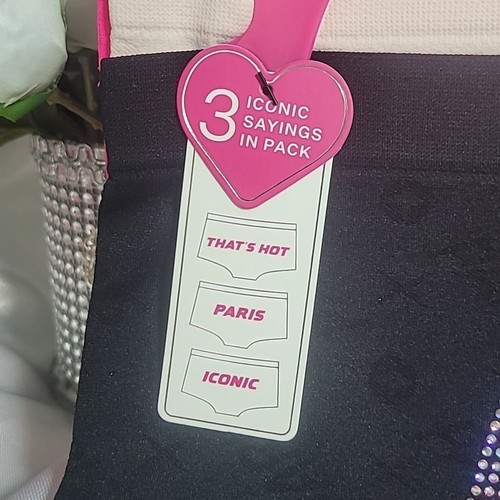 3 ICONIC
SAYINGS
IN PACK
THAT'S HOT
PARIS
ICONIC